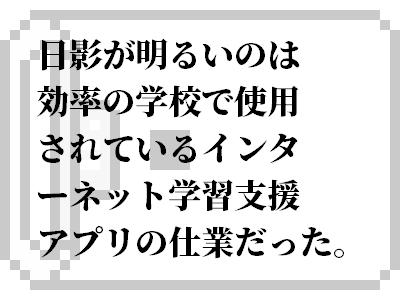 日影が明るいのは
効率の学校で使用
されているインタ
ーネット学習支援
アプリの仕業だった。